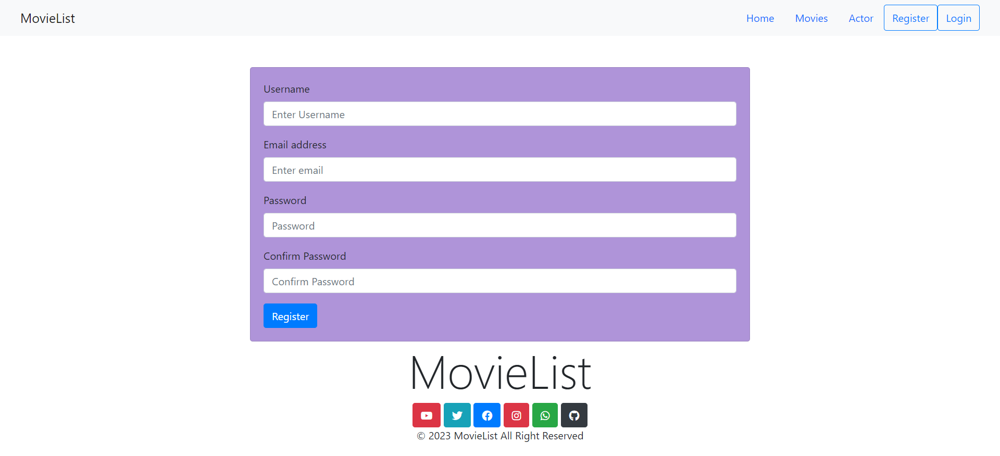 MovieList Home Movies Actor Register Login
Username
Enter Username
Email address
Enter email
Password
Password
Confirm Password
Confirm Password
Register
MovieList
© 2023 MovieList All Right Reserved